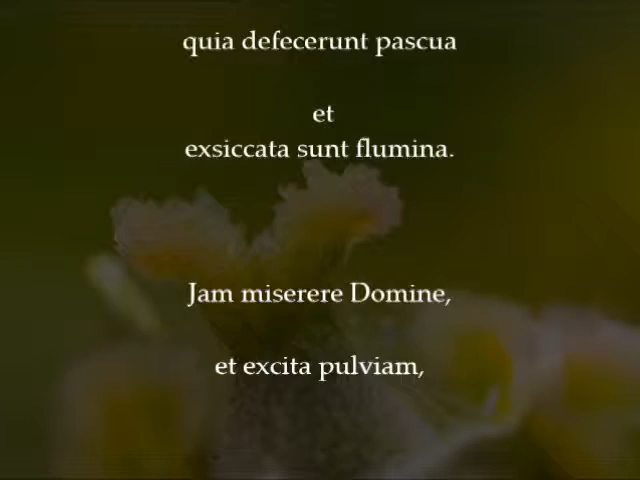 quia defecerunt pascua
et
exsiccata sunt flumina.
Jam miserere Domine,
et excita pulviam,